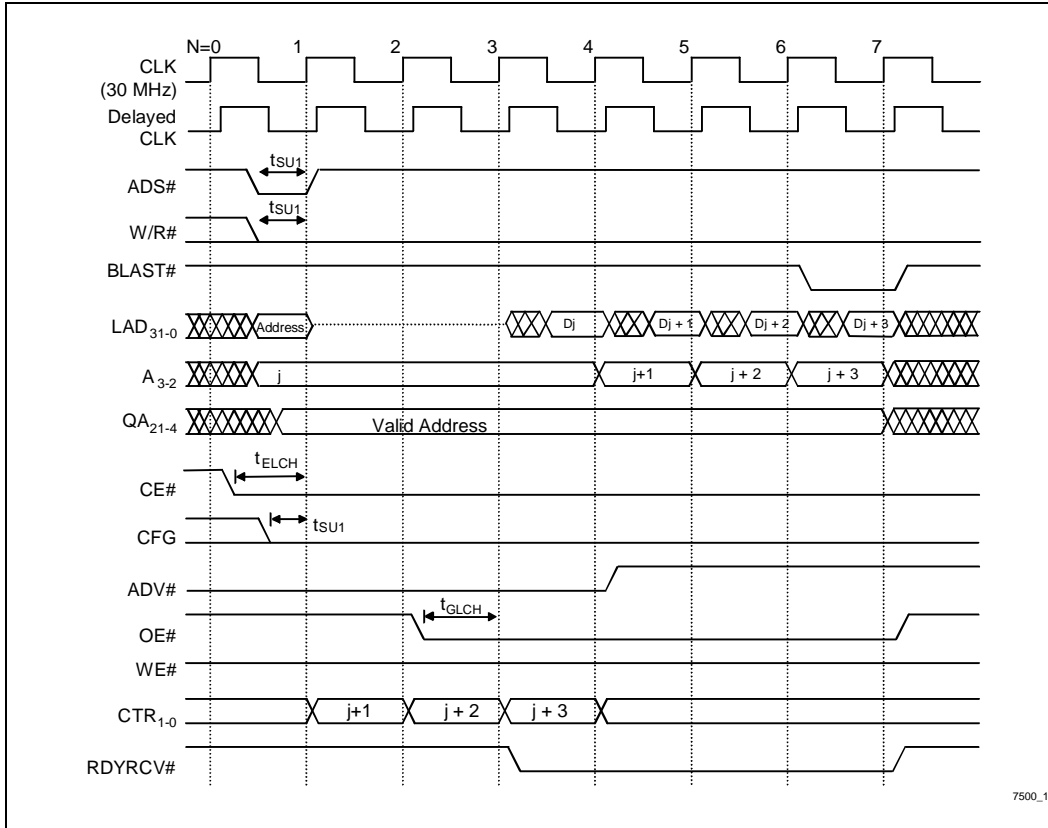 N=0 1 2 3 4 5 6 7
CLK
(30 MHz)
Delayed
CLK
tSU1
ADS#
tSU1
W/R#
BLAST#
LAD31-0 Address Dj Dj + 1 Dj + 2 Dj + 3
A3-2 j j+1 j + 2 j + 3
QA21-4 Valid Address
tELCH
CE#
tSU1
CFG
ADV#
tGLCH
OE#
WE#
CTR1-0 j+1 j + 2 j + 3
RDYRCV#
7500_1